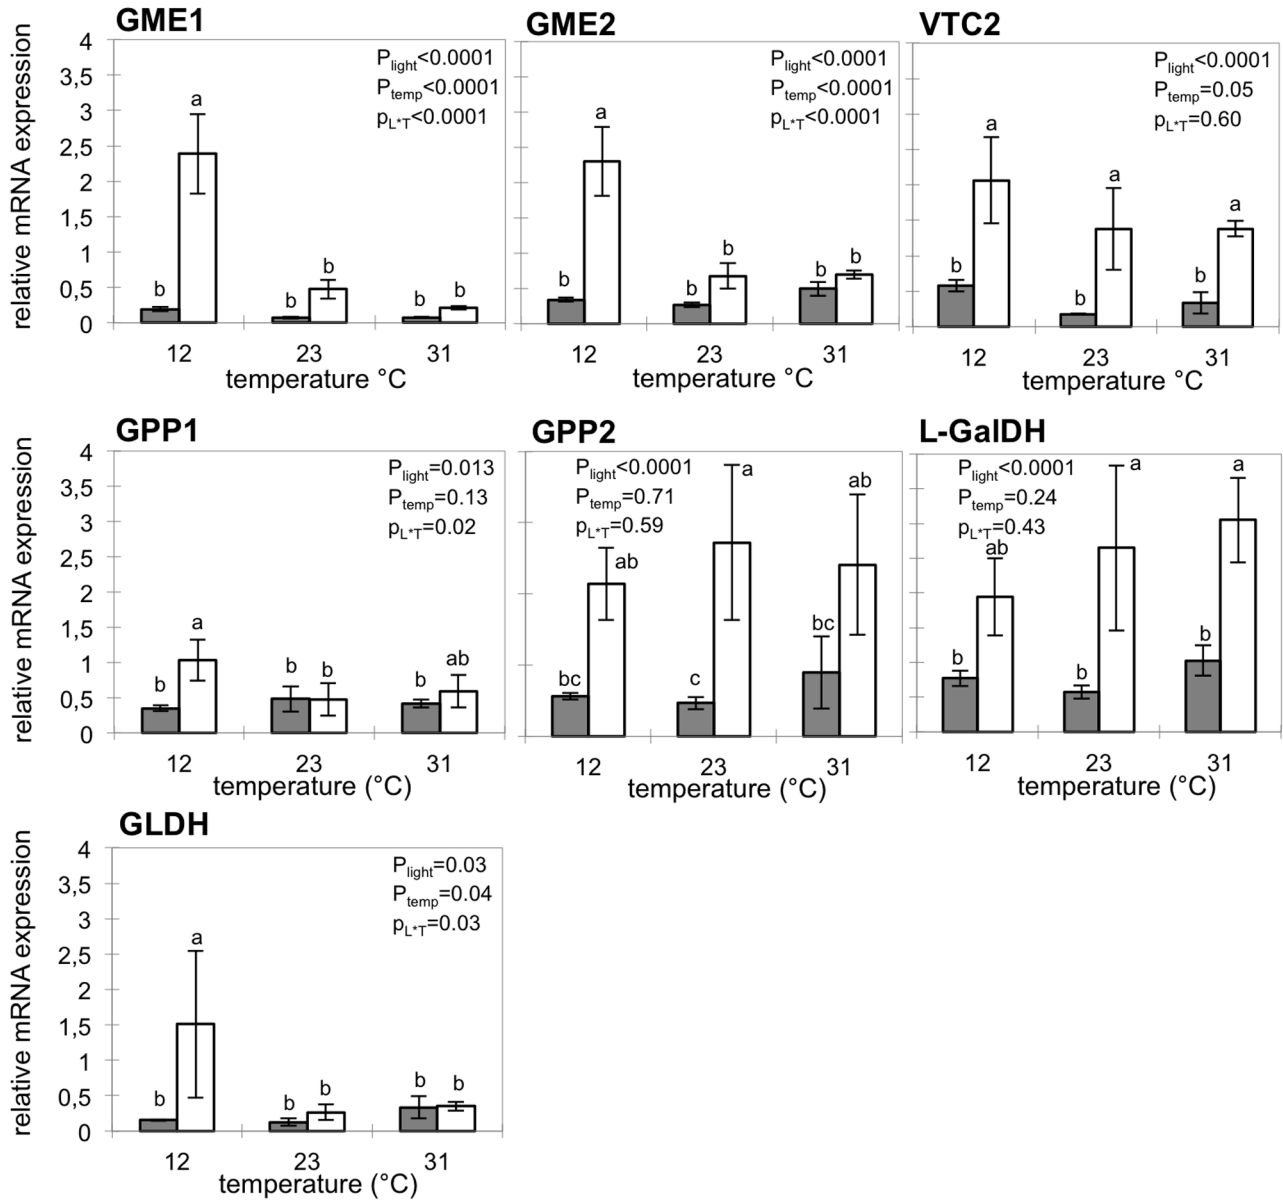 GME1
GME2
VTC2
relative mRNA expression
4
3,5
3
2,5
2
1,5
1
0,5
0
Plight<0.0001
Ptemp<0.0001
pL*T<0.0001
a
b
b
b
b
b
12
23
31
temperature °C
Plight<0.0001
Ptemp<0.0001
pL*T<0.0001
a
b
b
b
b
b
12
23
31
temperature °C
Plight<0.0001
Ptemp=0.05
pL*T=0.60
a
a
a
b
b
b
12
23
31
temperature °C
GPP1
GPP2
L-GalDH
relative mRNA expression
4
3,5
3
2,5
2
1,5
1
0,5
0
Plight=0.013
Ptemp=0.13
pL*T=0.02
b
a
b
b
b
ab
12
23
31
temperature (°C)
Plight<0.0001
Ptemp=0.71
pL*T=0.59
bc
ab
c
a
bc
ab
12
23
31
temperature (°C)
Plight<0.0001
Ptemp=0.24
pL*T=0.43
b
ab
b
a
b
a
12
23
31
temperature (°C)
GLDH
relative mRNA expression
4
3,5
3
2,5
2
1,5
1
0,5
0
Plight=0.03
Ptemp=0.04
pL*T=0.03
b
a
b
b
b
b
12
23
31
temperature (°C)